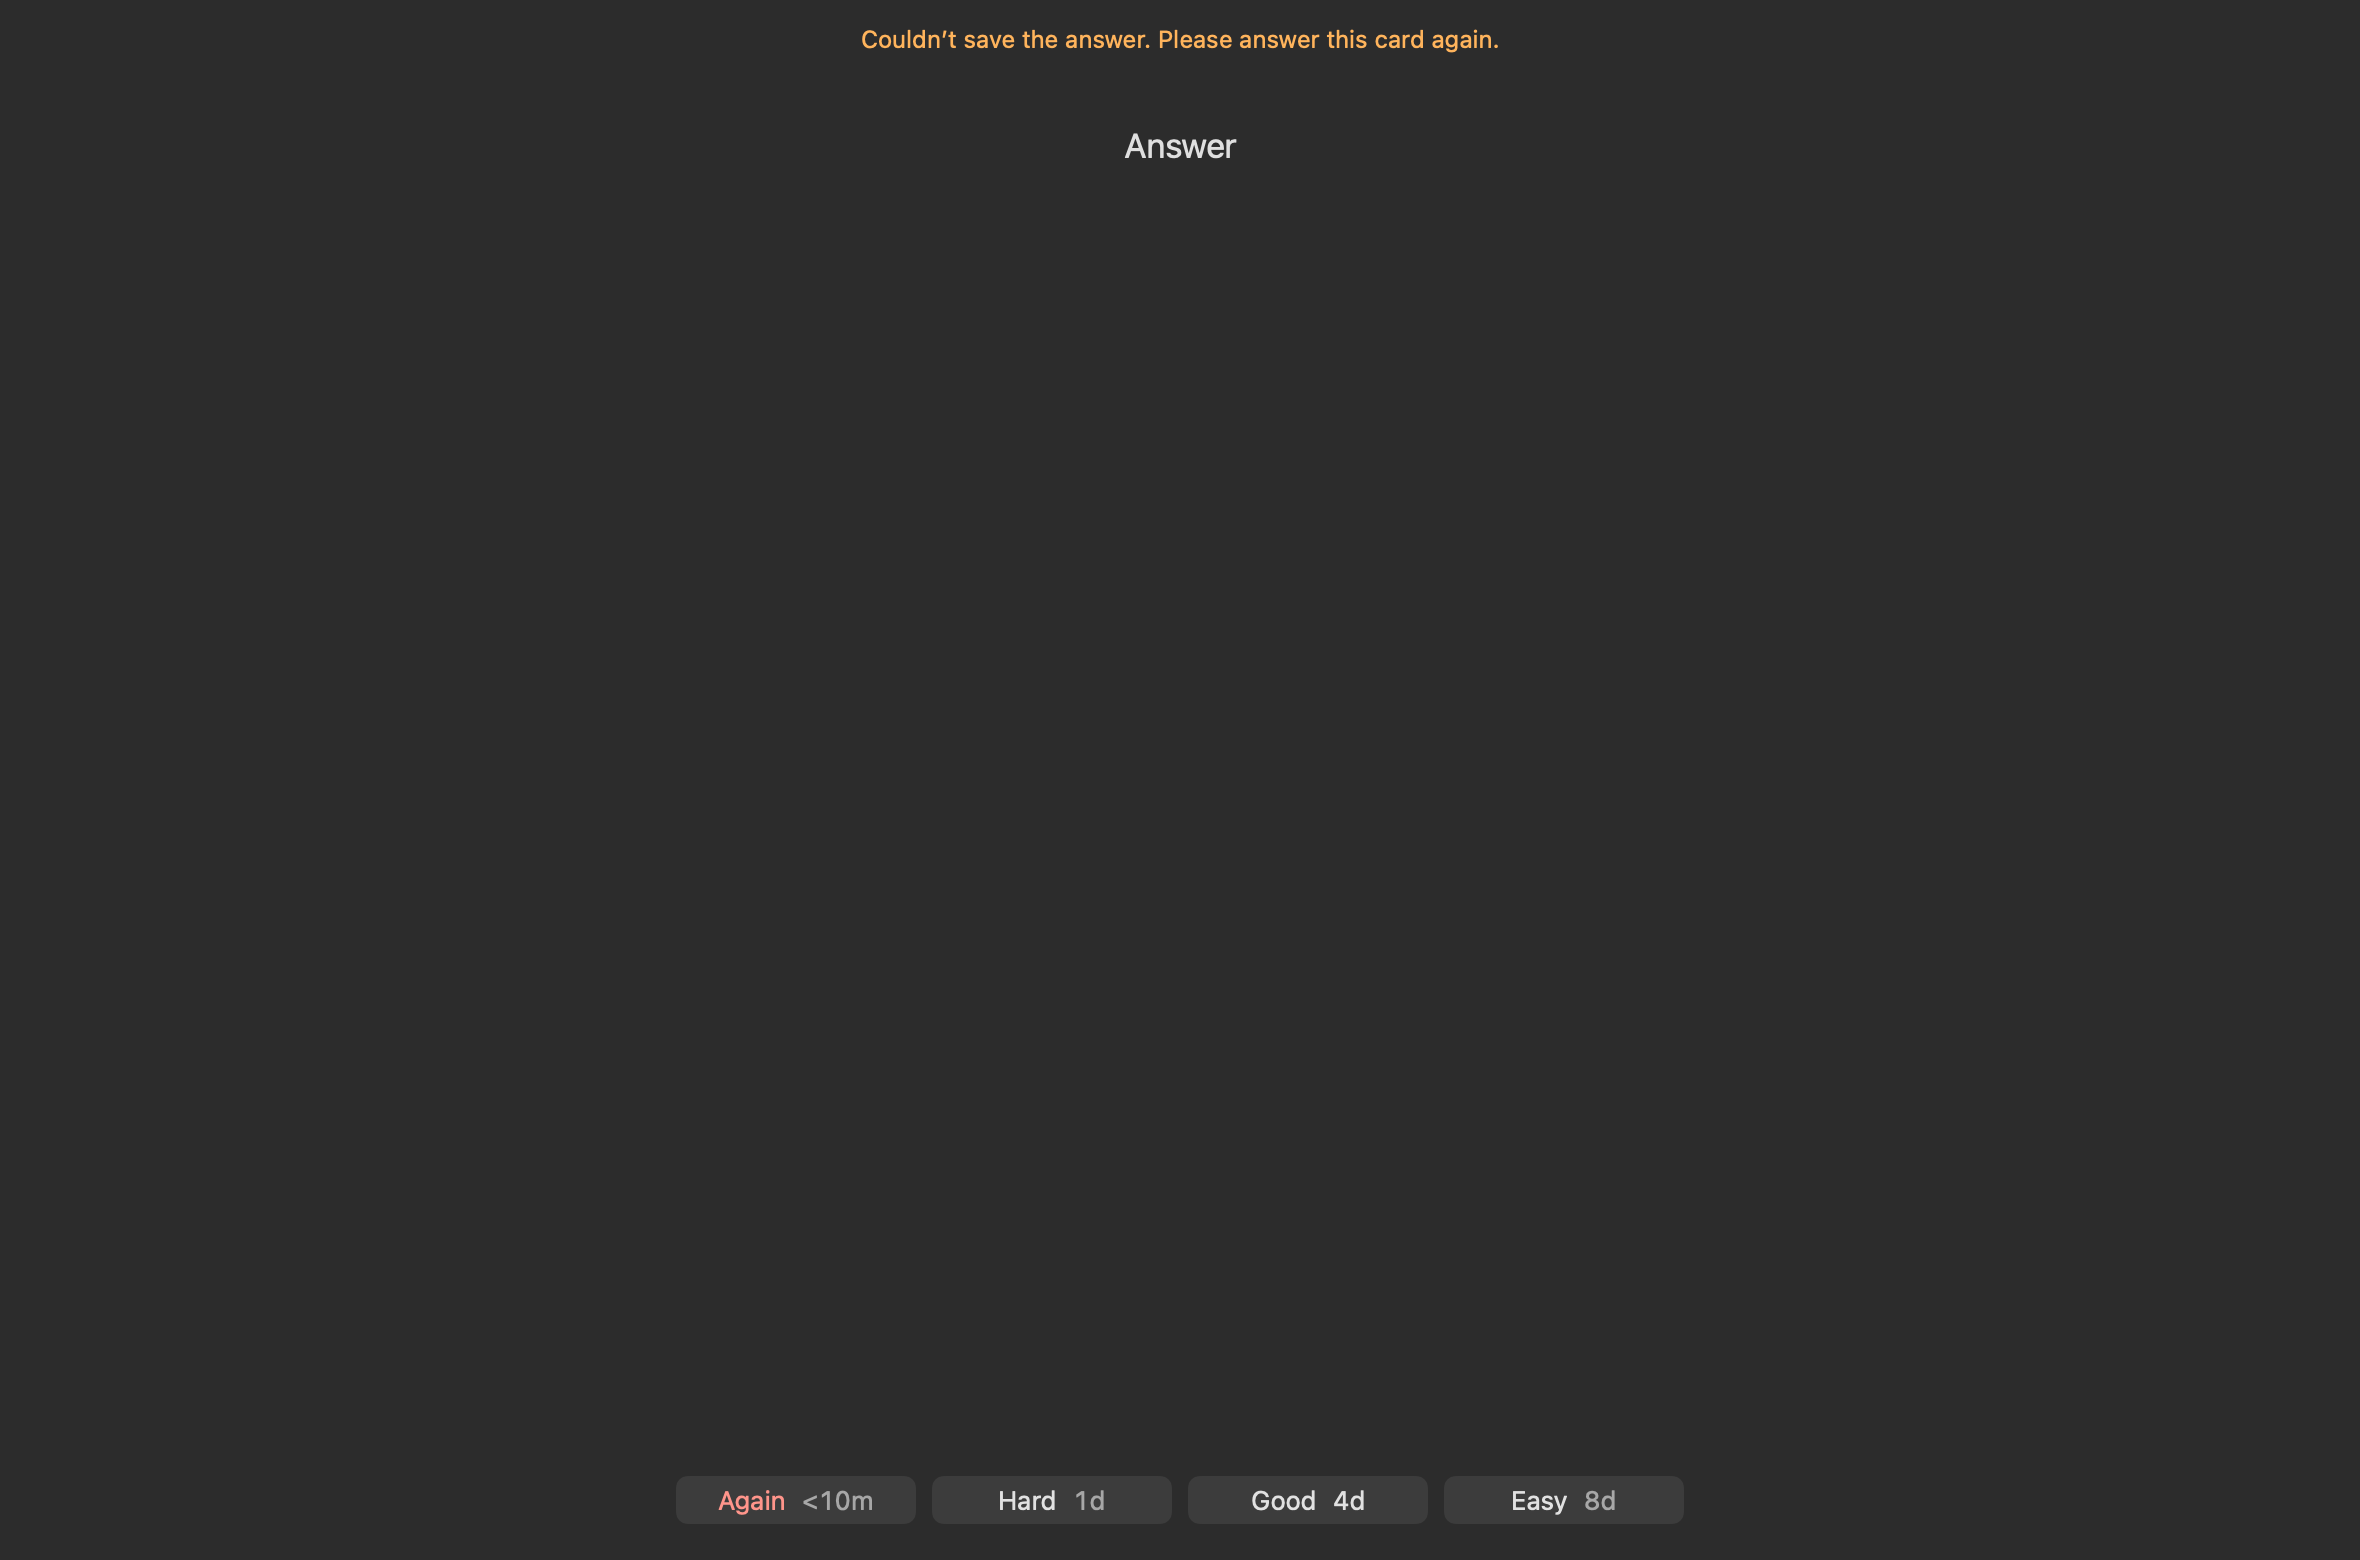 Couldn’t save the answer. Please answer this card again.
Answer
Again <10m Hard 1d Good 4d Easy 8d